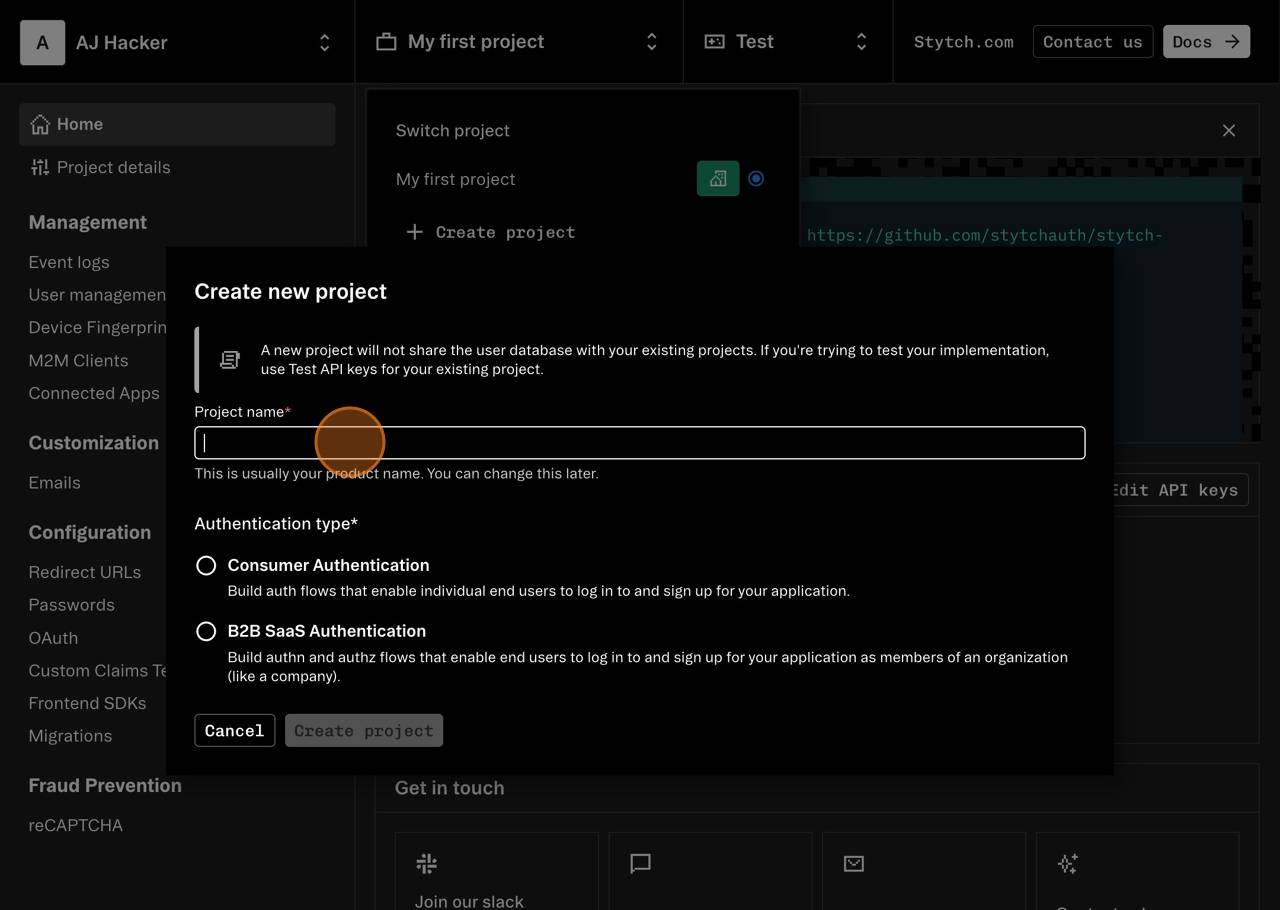 A
AJ Hacker
My first project
Test
Stytch.com
Contact us
Docs
Home
Project details
Management
Event logs
User managemen
Device Fingerprin
M2M Clients
Connected Apps
Customization
Emails
Configuration
Redirect URLs
Passwords
OAuth
Custom Claims Te
Frontend SDKs
Migrations
Fraud Prevention
reCAPTCHA
Switch project
My first project
Create project
https://github.com/stytchauth/stytch-
Create new project
A new project will not share the user database with your existing projects. If you're trying to test your implementation,
use Test API keys for your existing project.
Project name*
This is usually your product name. You can change this later.
Authentication type*
Consumer Authentication
Build auth flows that enable individual end users to log in to and sign up for your application.
B2B SaaS Authentication
Build authn and authz flows that enable end users to log in to and sign up for your application as members of an organization
(like a company).
Cancel
Create project
Edit API keys
Get in touch
Join our slack